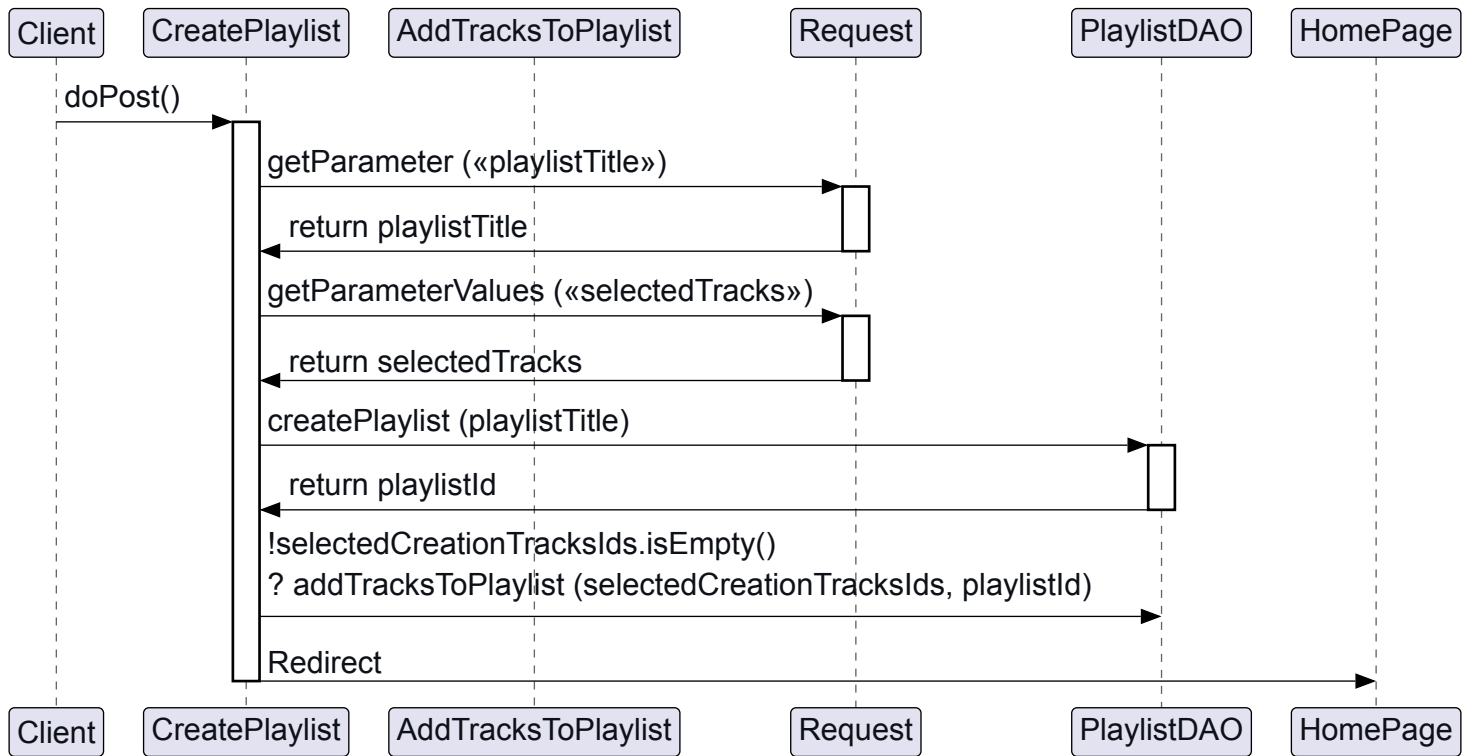 Client
CreatePlaylist
AddTracksToPlaylist
Request
PlaylistDAO
HomePage
doPost()
getParameter («playlistTitle»)
return playlistTitle
getParameterValues («selectedTracks»)
return selectedTracks
createPlaylist (playlistTitle)
return playlistId
!selectedCreationTracksIds.isEmpty()
? addTracksToPlaylist (selectedCreationTracksIds, playlistId)
Redirect
Client
CreatePlaylist
AddTracksToPlaylist
Request
PlaylistDAO
HomePage